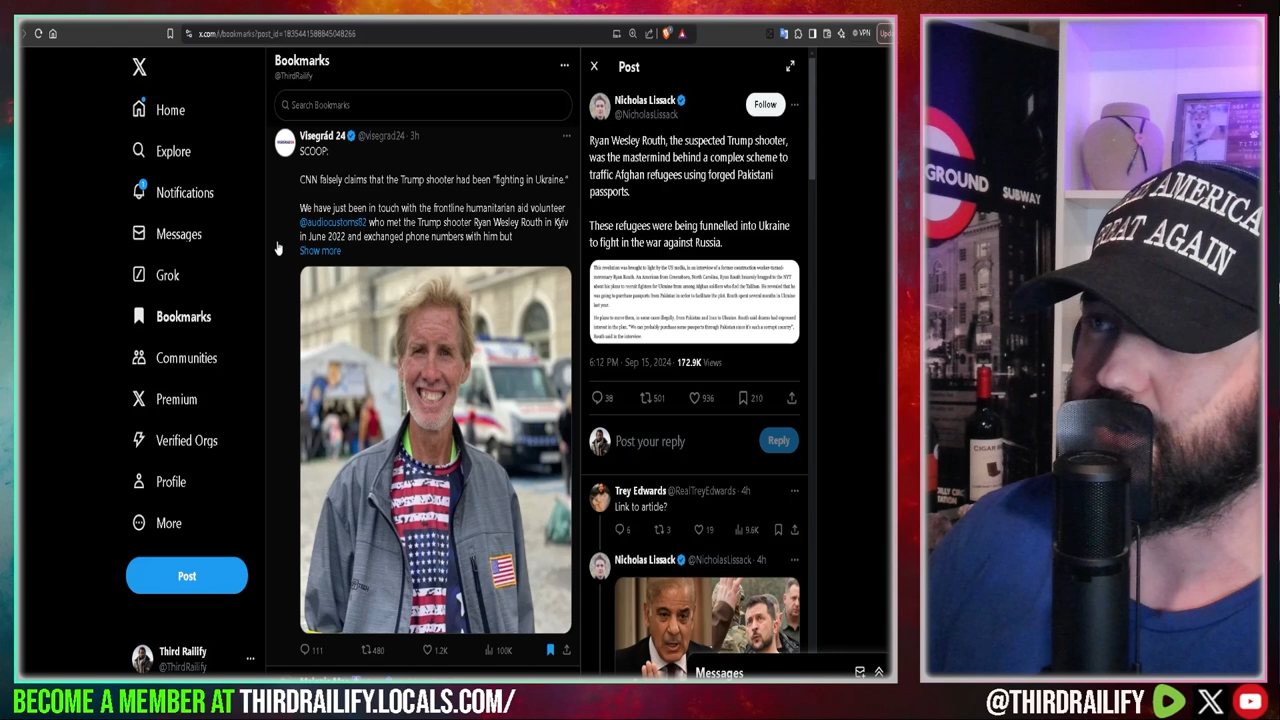 x.com/i/bookmarks?post_id=1835441588845048266
VPN
X
Home
Explore
Notifications
1
Messages
Grok
Bookmarks
Communities
Premium
Verified Orgs
Profile
More
Post
Third Railify
@ThirdRailify
Bookmarks
@ThirdRailify
Search Bookmarks
Visegrád 24 @visegrad24 · 3h
SCOOP:
CNN falsely claims that the Trump shooter had been “fighting in Ukraine.”
We have just been in touch with the frontline humanitarian aid volunteer
@audiocustoms82 who met the Trump shooter Ryan Wesley Routh in Kyiv
in June 2022 and exchanged phone numbers with him but
Show more
111 480 1.2K 100K
Post
Nicholas Lissack
@NicholasLissack
Follow
Ryan Wesley Routh, the suspected Trump shooter,
was the mastermind behind a complex scheme to
traffic Afghan refugees using forged Pakistani
passports.
These refugees were being funnelled into Ukraine
to fight in the war against Russia.
6:12 PM · Sep 15, 2024 · 172.9K Views
38 501 936 210
Post your reply
Reply
Trey Edwards @RealTreyEdwards · 4h
Link to article?
6 3 19 9.6K
Nicholas Lissack @NicholasLissack · 4h
Messages
GROUND
SUBWAY
MAKE AMERICA
GREAT AGAIN
BECOME A MEMBER AT THIRDRAILIFY.LOCALS.COM/
@THIRDRAILIFY